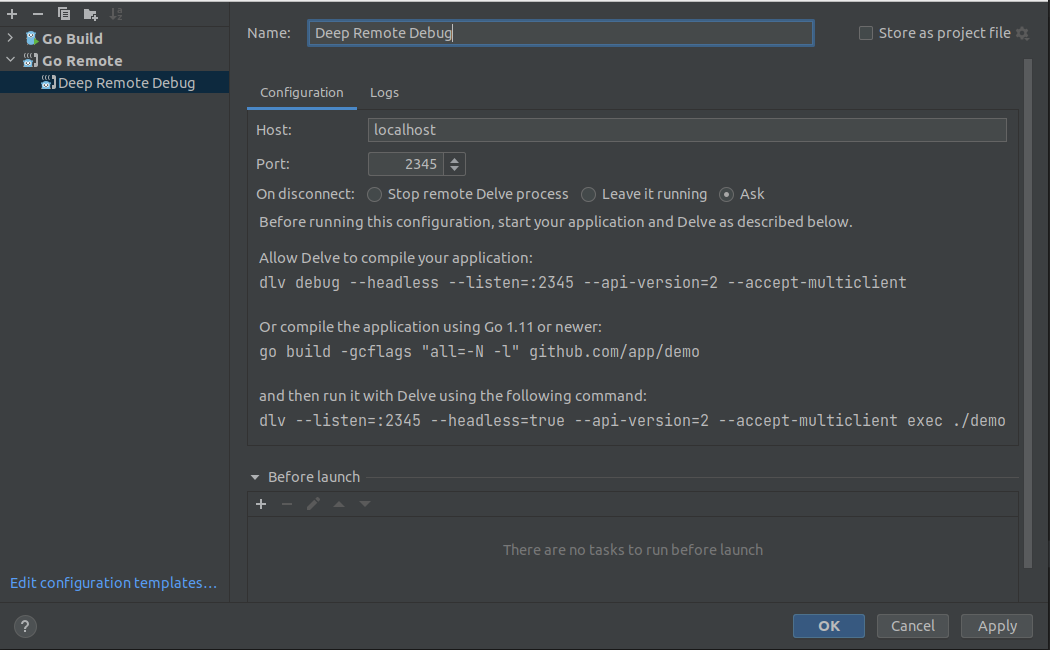 Go Build
Go Remote
Deep Remote Debug
Edit configuration templates...
Name: Deep Remote Debug Store as project file
Configuration Logs
Host: localhost
Port: 2345
On disconnect: Stop remote Delve process Leave it running Ask
Before running this configuration, start your application and Delve as described below.
Allow Delve to compile your application:
dlv debug --headless --listen=:2345 --api-version=2 --accept-multiclient
Or compile the application using Go 1.11 or newer:
go build -gcflags "all=-N -l" github.com/app/demo
and then run it with Delve using the following command:
dlv --listen=:2345 --headless=true --api-version=2 --accept-multiclient exec ./demo
Before launch
There are no tasks to run before launch
? OK Cancel Apply